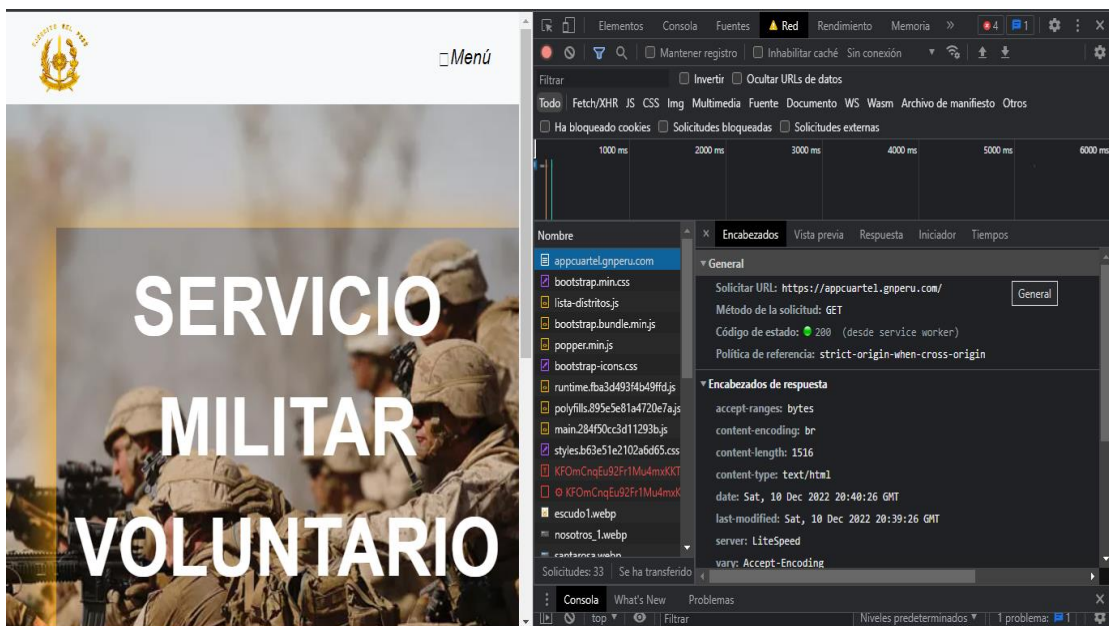 EJERCITO DEL PERU
Menú
SERVICIO
MILITAR
VOLUNTARIO
Elementos Consola Fuentes Red Rendimiento Memoria » 4 1
Mantener registro Inhabilitar caché Sin conexión
Filtrar Invertir Ocultar URLs de datos
Todo Fetch/XHR JS CSS Img Multimedia Fuente Documento WS Wasm Archivo de manifiesto Otros
Ha bloqueado cookies Solicitudes bloqueadas Solicitudes externas
1000 ms 2000 ms 3000 ms 4000 ms 5000 ms 6000 ms
Nombre
appcuartel.gnperu.com
bootstrap.min.css
lista-distritos.js
bootstrap.bundle.min.js
popper.min.js
bootstrap-icons.css
runtime.fba3d493f4b49ffd.js
polyfills.895e5e81a4720e7a.js
main.284f50cc3d11293b.js
styles.b63e51e2102a6d65.css
KFOmCnqEu92Fr1Mu4mxKKT
KFOmCnqEu92Fr1Mu4mxK
escudo1.webp
nosotros_1.webp
santarosa.webp
Solicitudes: 33 Se ha transferido
Encabezados Vista previa Respuesta Iniciador Tiempos
General
Solicitar URL: https://appcuartel.gnperu.com/
General
Método de la solicitud: GET
Código de estado: 200 (desde service worker)
Política de referencia: strict-origin-when-cross-origin
Encabezados de respuesta
accept-ranges: bytes
content-encoding: br
content-length: 1516
content-type: text/html
date: Sat, 10 Dec 2022 20:40:26 GMT
last-modified: Sat, 10 Dec 2022 20:39:26 GMT
server: LiteSpeed
vary: Accept-Encoding
Consola What's New Problemas
top Filtrar Niveles predeterminados 1 problema: 1